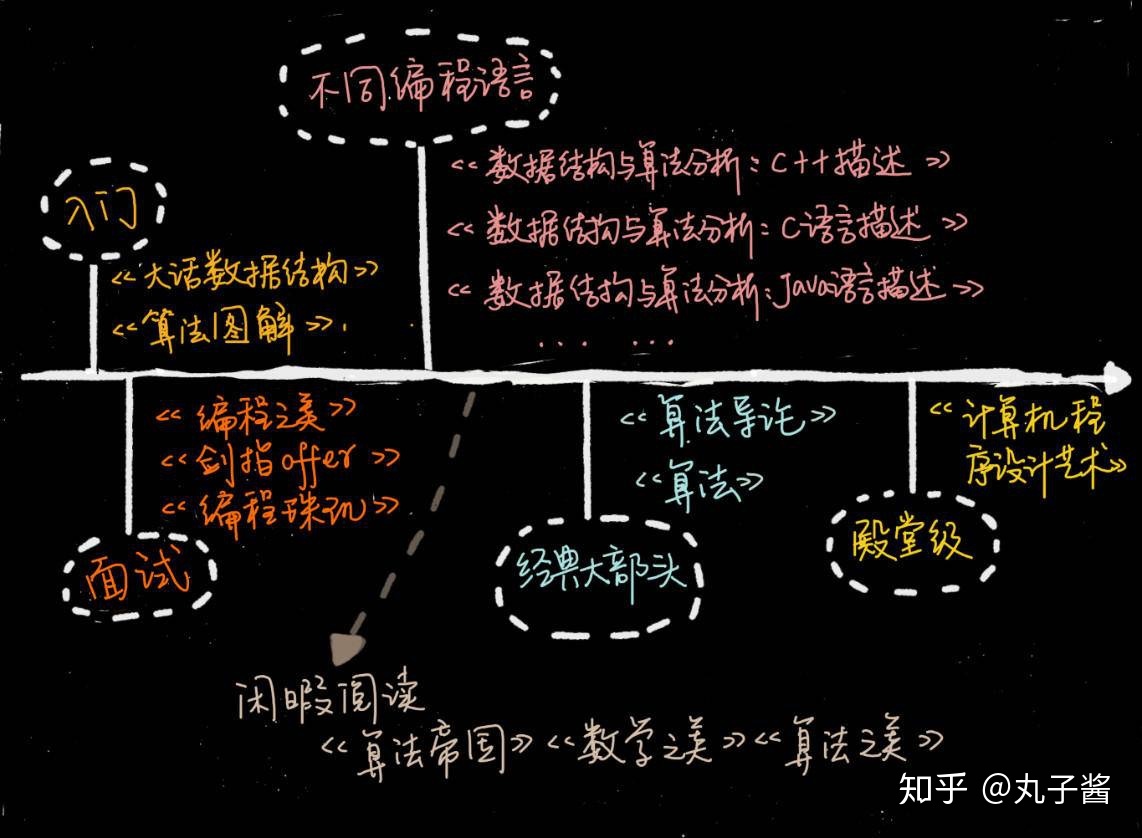 不同编程语言
<<数据结构与算法分析:C++描述>>
<<数据结构与算法分析:C语言描述>>
<<数据结构与算法分析:Java语言描述>>
... ...
入门
<<大话数据结构>>
<<算法图解>>.
<<编程之美>>
<<剑指offer>>
<<编程珠玑>>
面试
<<算法导论>>
<<算法>>
经典大部头
<<计算机程
序设计艺术>>
殿堂级
闲暇阅读
<<算法帝国>><<数学之美>><<算法之美>>
知乎 @丸子酱